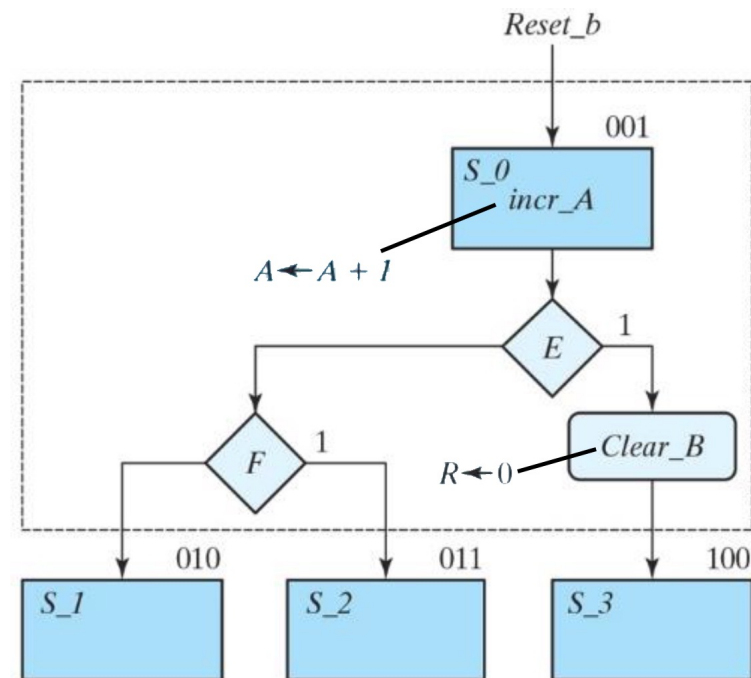 Reset_b
001
S_0
incr_A
A ← A + 1
E
1
F
1
Clear_B
R ← 0
010
011
100
S_1
S_2
S_3